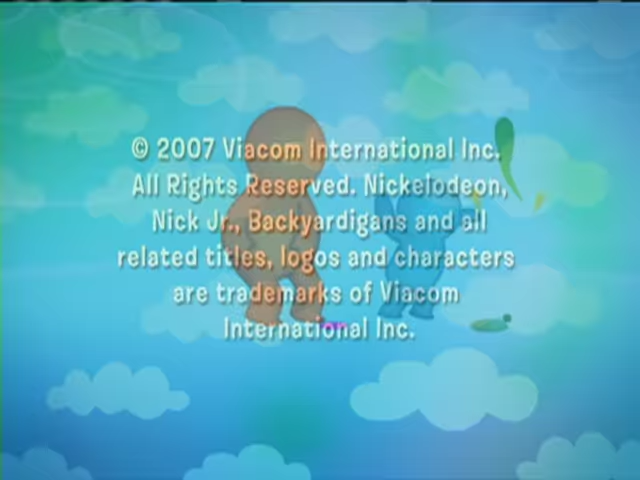 © 2007 Viacom International Inc.
All Rights Reserved. Nickelodeon,
Nick Jr., Backyardigans and all
related titles, logos and characters
are trademarks of Viacom
International Inc.